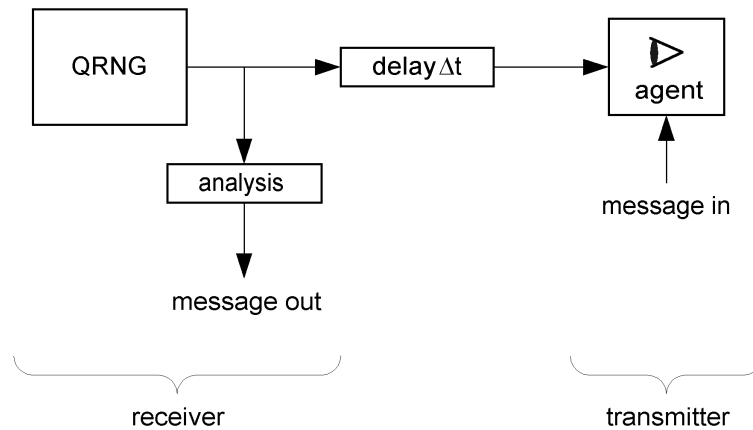 QRNG
delay Δt
agent
analysis
message in
message out
receiver
transmitter